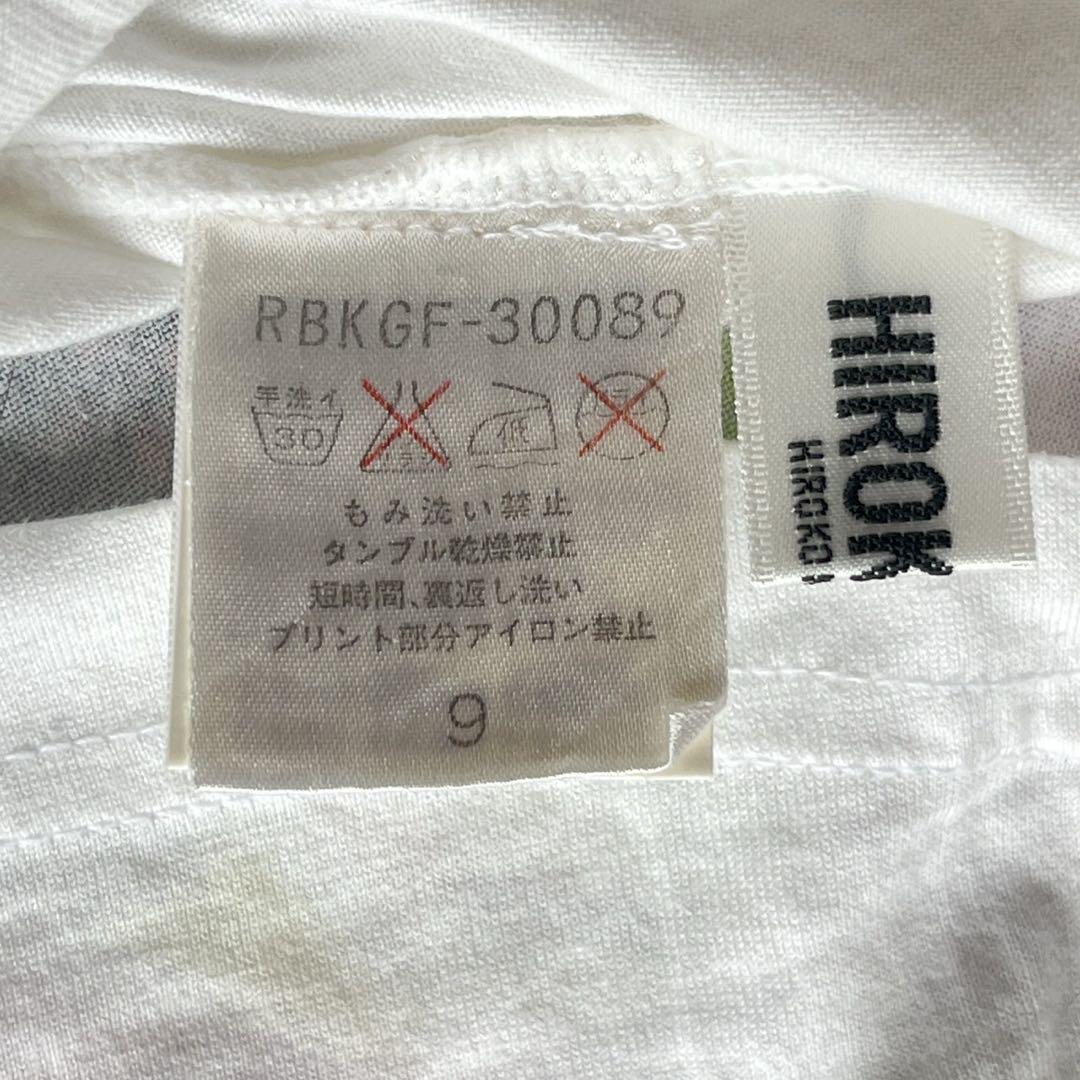 RBKGF-30089
手洗イ
30
低
もみ洗い禁止
タンブル乾燥禁止
短時間、裏返し洗い
プリント部分アイロン禁止
9
HIROK
HIROKO